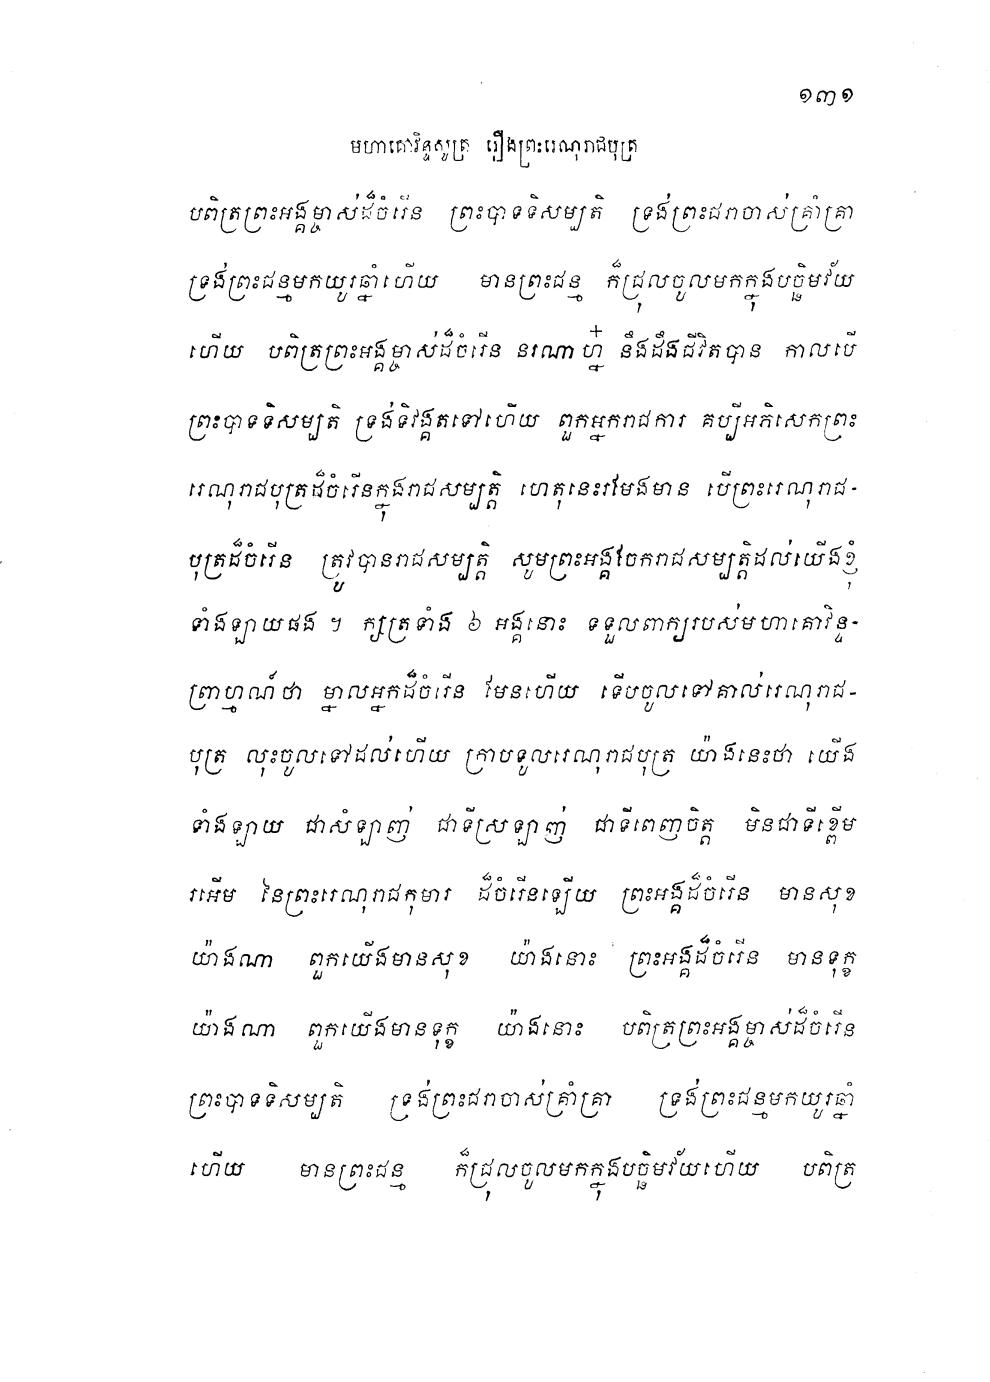 ១៣១
មហាគោវិន្ទសូត្រ រឿងព្រះរេណុរាជបុត្រ
បពិត្រព្រះអង្គម្ចាស់ដ៏ចំរើន ព្រះបាទទិសម្បតិ ទ្រង់ព្រះជរាចាស់គ្រាំគ្រា
ទ្រង់ព្រះជន្មមកយូរឆ្នាំហើយ មានព្រះជន្ម ក៏ជ្រុលចូលមកក្នុងបច្ឆិមវ័យ
ហើយ បពិត្រព្រះអង្គម្ចាស់ដ៏ចំរើន នរណាហ្ន៎ នឹងដឹងជីវិតបាន កាលបើ
ព្រះបាទទិសម្បតិ ទ្រង់ទិវង្គតទៅហើយ ពួកអ្នករាជការ គប្បីអភិសេកព្រះ
រេណុរាជបុត្រដ៏ចំរើនក្នុងរាជសម្បត្តិ ហេតុនេះរមែងមាន បើព្រះរេណុរាជ-
បុត្រដ៏ចំរើន ត្រូវបានរាជសម្បត្តិ សូមព្រះអង្គចែករាជសម្បត្តិដល់យើងខ្ញុំ
ទាំងឡាយផង ។ ក្សត្រទាំង ៦ អង្គនោះ ទទួលពាក្យរបស់មហាគោវិន្ទ-
ព្រាហ្មណ៍ថា ម្នាលអ្នកដ៏ចំរើន មែនហើយ ទើបចូលទៅគាល់រេណុរាជ-
បុត្រ លុះចូលទៅដល់ហើយ ក្រាបទូលរេណុរាជបុត្រ យ៉ាងនេះថា យើង
ទាំងឡាយ ជាសំឡាញ់ ជាទីស្រឡាញ់ ជាទីពេញចិត្ត មិនជាទីខ្ពើម
រអើម នៃព្រះរេណុរាជកុមារ ដ៏ចំរើនឡើយ ព្រះអង្គដ៏ចំរើន មានសុខ
យ៉ាងណា ពួកយើងមានសុខ យ៉ាងនោះ ព្រះអង្គដ៏ចំរើន មានទុក្ខ
យ៉ាងណា ពួកយើងមានទុក្ខ យ៉ាងនោះ បពិត្រព្រះអង្គម្ចាស់ដ៏ចំរើន
ព្រះបាទទិសម្បតិ ទ្រង់ព្រះជរាចាស់គ្រាំគ្រា ទ្រង់ព្រះជន្មមកយូរឆ្នាំ
ហើយ មានព្រះជន្ម ក៏ជ្រុលចូលមកក្នុងបច្ឆិមវ័យហើយ បពិត្រ